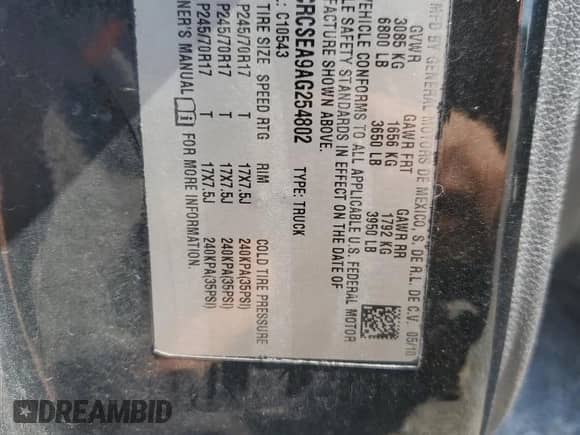 MFD BY GENERAL MOTORS DE MEXICO, S. DE R.L. DE C.V. 05/10
GVWR GAWR FRT GAWR RR
3085 KG 1656 KG 1792 KG
6800 LB 3650 LB 3950 LB
VEHICLE CONFORMS TO ALL APPLICABLE U.S. FEDERAL MOTOR
LE SAFETY STANDARDS IN EFFECT ON THE DATE OF
FACTURE SHOWN ABOVE.
RCSEA9AG254802 TYPE: TRUCK
: C10543
TIRE SIZE SPEED RTG RIM COLD TIRE PRESSURE
P245/70R17 T 17X7.5J 240KPA(35PSI)
P245/70R17 T 17X7.5J 240KPA(35PSI)
P245/70R17 T 17X7.5J 240KPA(35PSI)
NER'S MANUAL FOR MORE INFORMATION.
DREAMBID